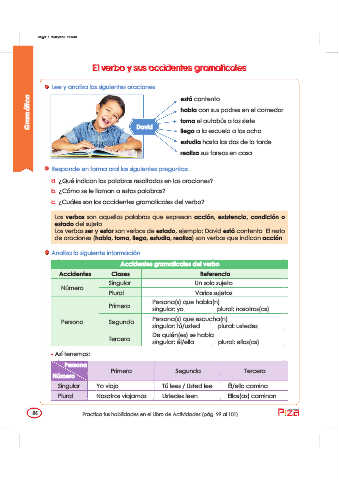 El verbo y sus accidentes gramaticales
Gramática
Lee y analiza las siguientes oraciones
David
está contento
habla con sus padres en el comedor
toma el autobús a las siete
llega a la escuela a las ocho
estudia hasta las dos de la tarde
realiza sus tareas en casa
Responde en forma oral las siguientes preguntas
a. ¿Qué indican las palabras resaltadas en las oraciones?
b. ¿Cómo se le llaman a estas palabras?
c. ¿Cuáles son los accidentes gramaticales del verbo?
Los verbos son aquellas palabras que expresan acción, existencia, condición o
estado del sujeto
Los verbos ser y estar son verbos de estado, ejemplo: David está contento El resto
de oraciones (habla, toma, llega, estudia, realiza) son verbos que indican acción
Analiza la siguiente información
Accidentes gramaticales del verbo
Accidentes Clases Referencia
Número Singular Un solo sujeto
Plural Varios sujetos
Persona Primera Persona(s) que habla(n)
singular: yo plural: nosotros(as)
Segunda Persona(s) que escucha(n)
singular: tú/usted plural: ustedes
Tercera De quién(es) se habla
singular: él/ella plural: ellos(as)
- Así tenemos:
Persona
Número Primera Segunda Tercera
Singular Yo viajo Tú lees / Usted lee Él/ella camina
Plural Nosotros viajamos Ustedes leen Ellos(as) caminan
Practica tus habilidades en el Libro de Actividades (pág. 99 al 101)